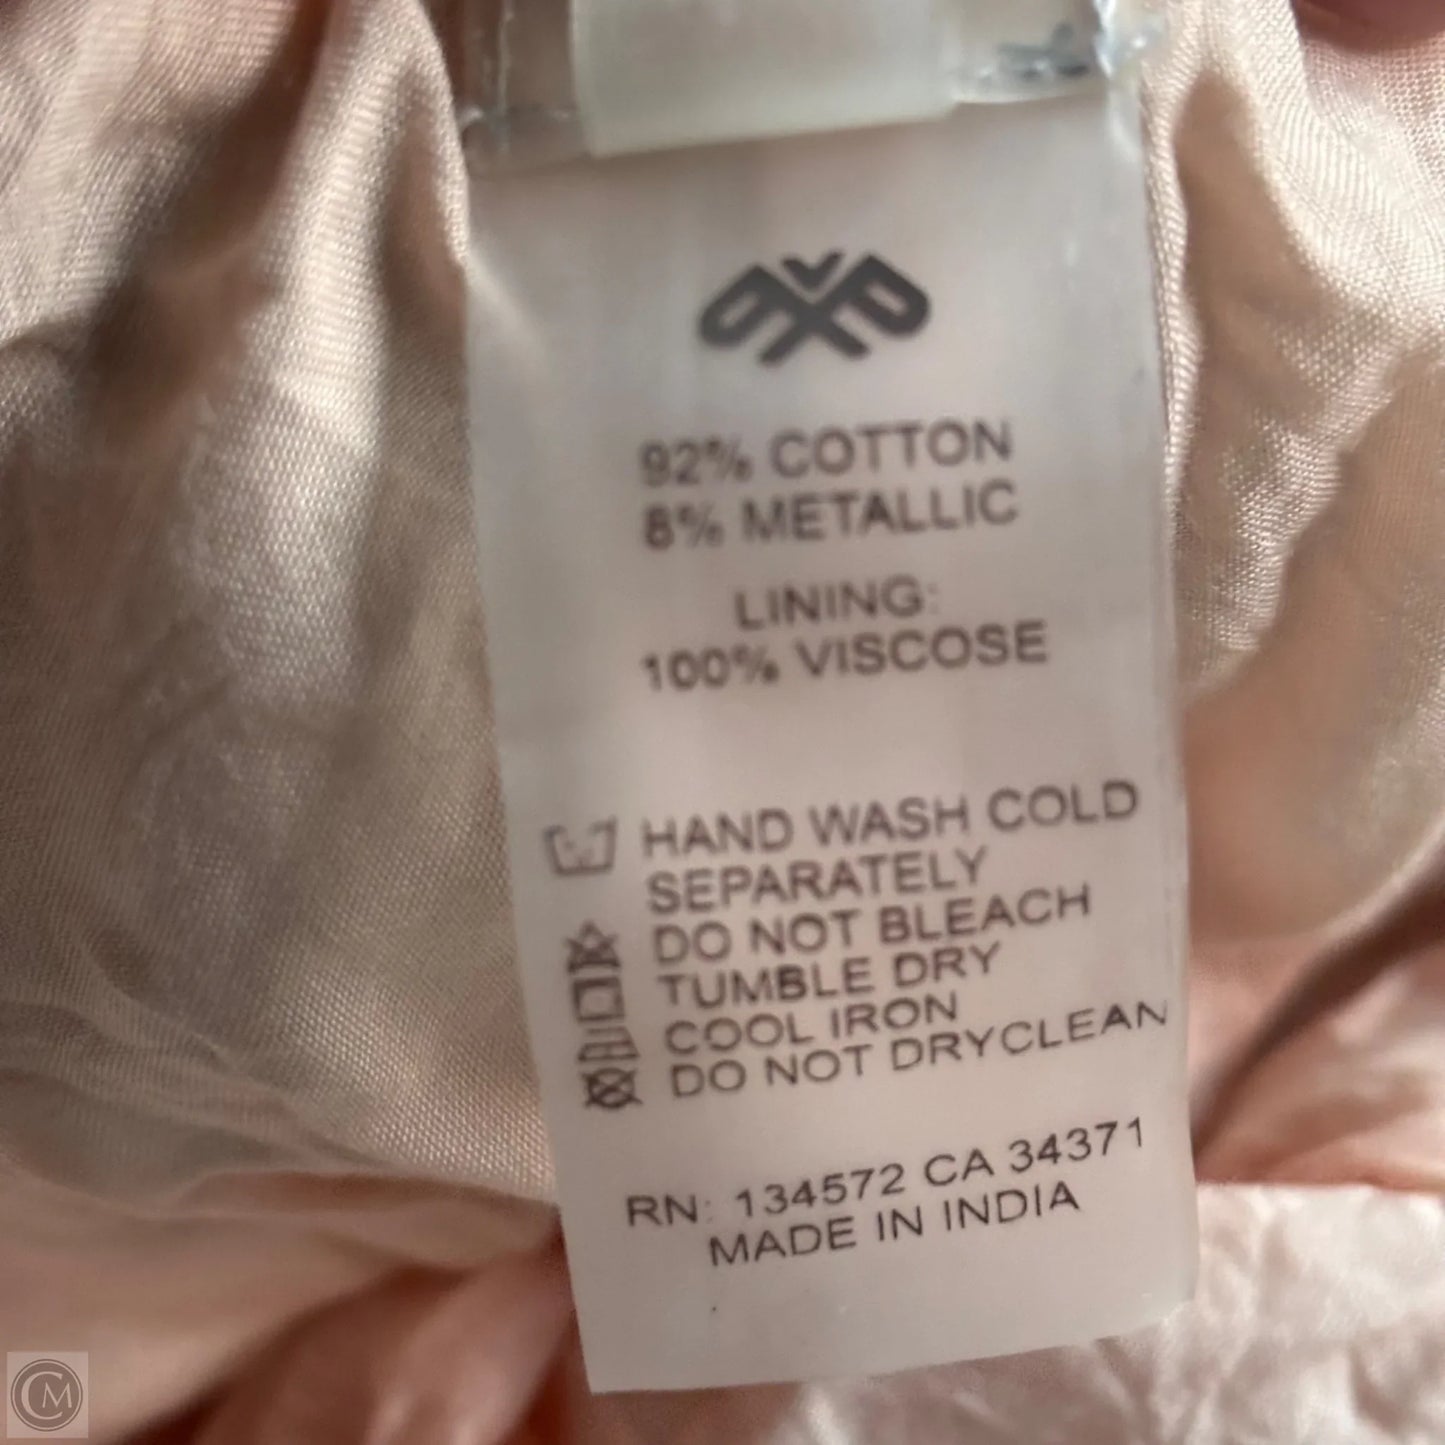 92% COTTON
8% METALLIC
LINING:
100% VISCOSE
HAND WASH COLD
SEPARATELY
DO NOT BLEACH
TUMBLE DRY
COOL IRON
DO NOT DRYCLEAN
RN: 134572 CA 34371
MADE IN INDIA
CM